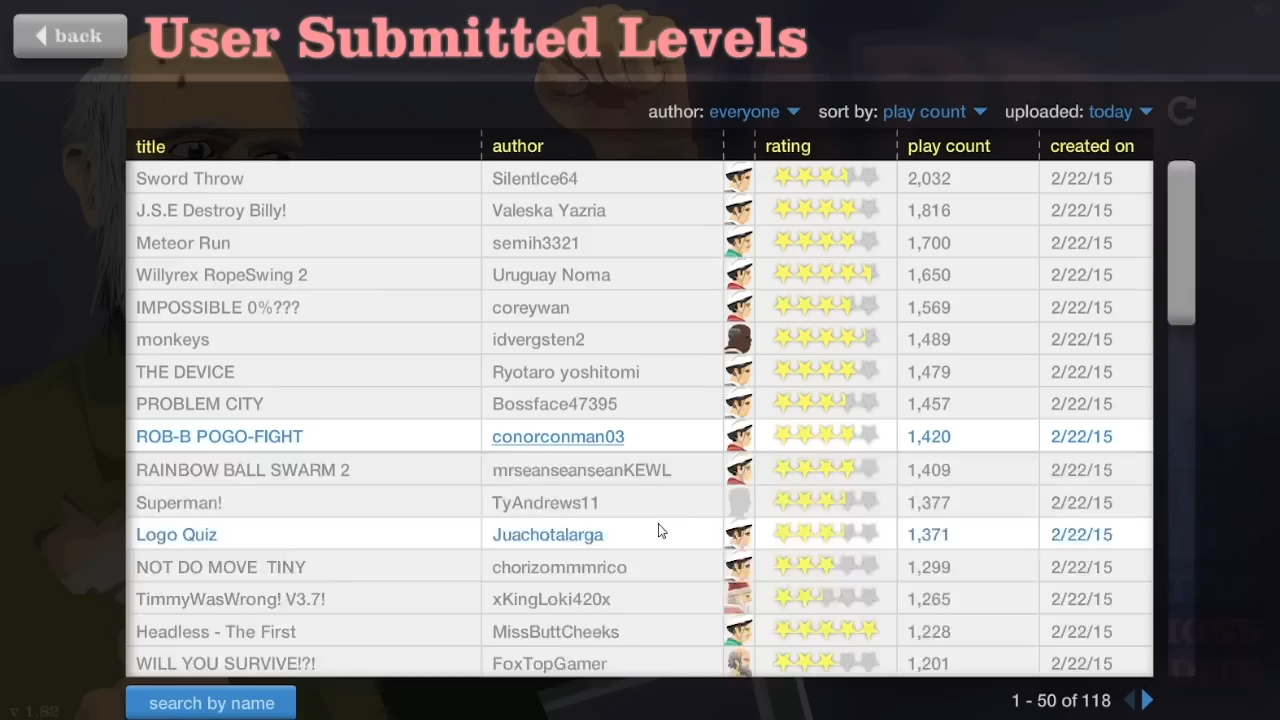 back User Submitted Levels
author: everyone sort by: play count uploaded: today
title author rating play count created on
Sword Throw SilentIce64 2,032 2/22/15
J.S.E Destroy Billy! Valeska Yazria 1,816 2/22/15
Meteor Run semih3321 1,700 2/22/15
Willyrex RopeSwing 2 Uruguay Noma 1,650 2/22/15
IMPOSSIBLE 0%??? coreywan 1,569 2/22/15
monkeys idvergsten2 1,489 2/22/15
THE DEVICE Ryotaro yoshitomi 1,479 2/22/15
PROBLEM CITY Bossface47395 1,457 2/22/15
ROB-B POGO-FIGHT conorconman03 1,420 2/22/15
RAINBOW BALL SWARM 2 mrseanseanseanKEWL 1,409 2/22/15
Superman! TyAndrews11 1,377 2/22/15
Logo Quiz Juachotalarga 1,371 2/22/15
NOT DO MOVE  TINY chorizommmrico 1,299 2/22/15
TimmyWasWrong! V3.7! xKingLoki420x 1,265 2/22/15
Headless - The First MissButtCheeks 1,228 2/22/15
WILL YOU SURVIVE!?! FoxTopGamer 1,201 2/22/15
search by name 1 - 50 of 118
v 1.82